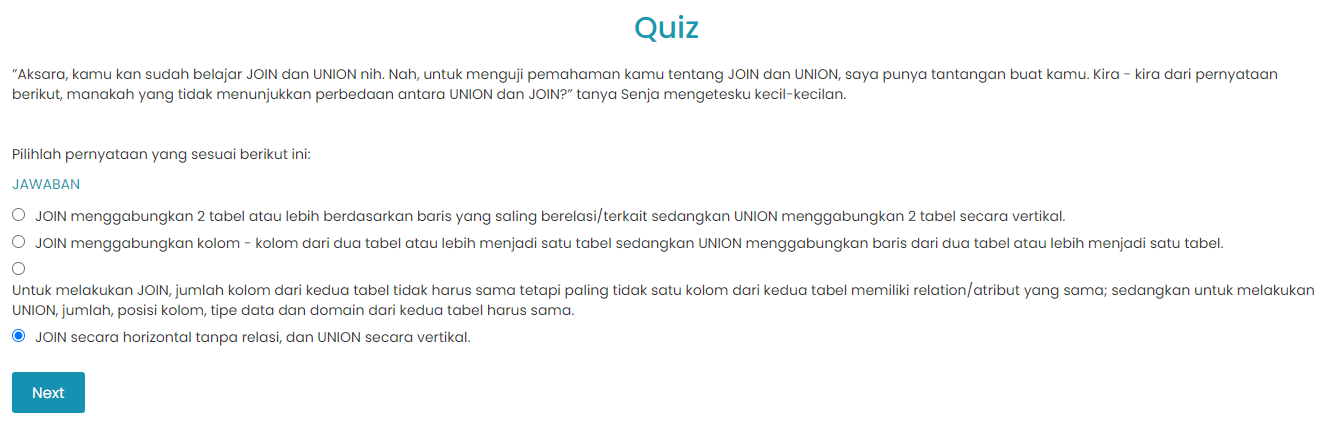 Quiz
"Aksara, kamu kan sudah belajar JOIN dan UNION nih. Nah, untuk menguji pemahaman kamu tentang JOIN dan UNION, saya punya tantangan buat kamu. Kira - kira dari pernyataan
berikut, manakah yang tidak menunjukkan perbedaan antara UNION dan JOIN?" tanya Senja mengetesku kecil-kecilan.
Pilihlah pernyataan yang sesuai berikut ini:
JAWABAN
JOIN menggabungkan 2 tabel atau lebih berdasarkan baris yang saling berelasi/terkait sedangkan UNION menggabungkan 2 tabel secara vertikal.
JOIN menggabungkan kolom - kolom dari dua tabel atau lebih menjadi satu tabel sedangkan UNION menggabungkan baris dari dua tabel atau lebih menjadi satu tabel.
Untuk melakukan JOIN, jumlah kolom dari kedua tabel tidak harus sama tetapi paling tidak satu kolom dari kedua tabel memiliki relation/atribut yang sama; sedangkan untuk melakukan
UNION, jumlah, posisi kolom, tipe data dan domain dari kedua tabel harus sama.
JOIN secara horizontal tanpa relasi, dan UNION secara vertikal.
Next